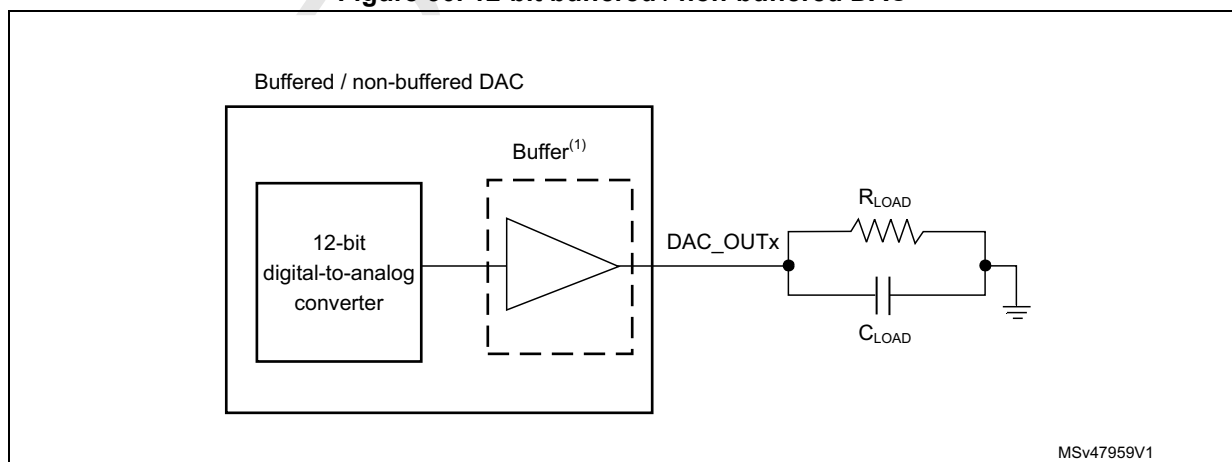 Buffered / non-buffered DAC
Buffer(1)
12-bit
digital-to-analog
converter
DAC_OUTx
RLOAD
CLOAD
MSv47959V1